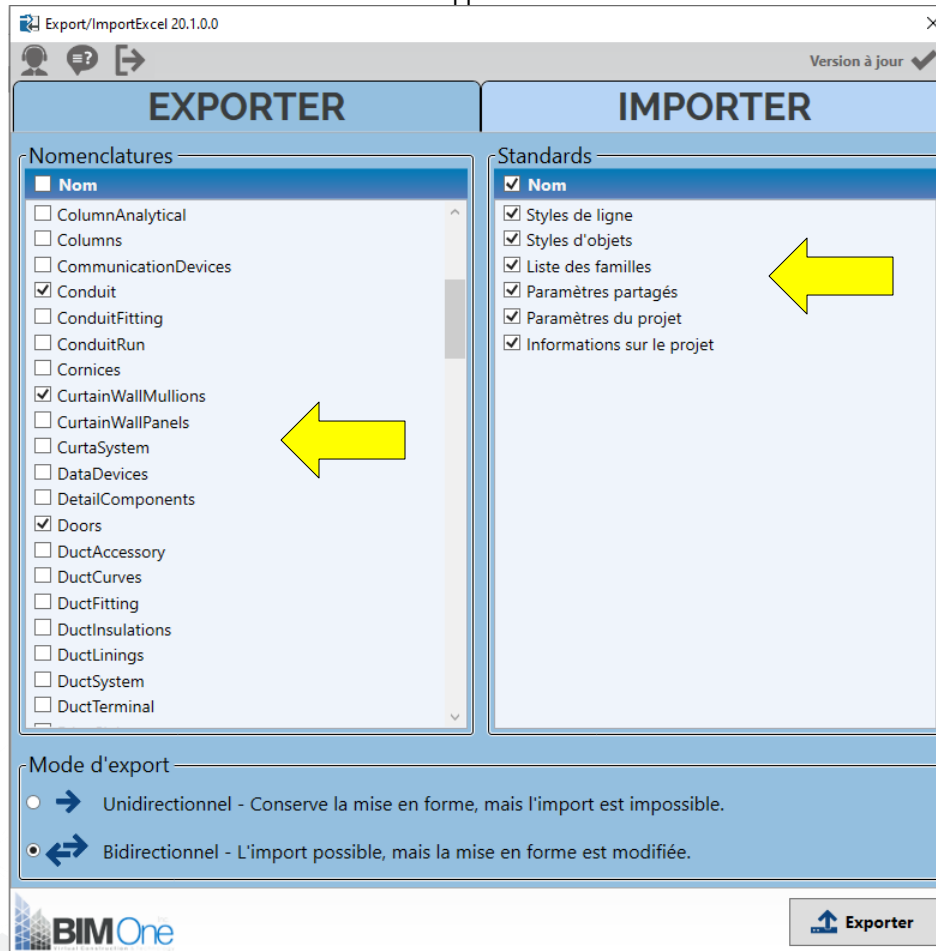 Export/ImportExcel 20.1.0.0
Version à jour
EXPORTER
IMPORTER
Nomenclatures
Nom
ColumnAnalytical
Columns
CommunicationDevices
Conduit
ConduitFitting
ConduitRun
Cornices
CurtainWallMullions
CurtainWallPanels
CurtaSystem
DataDevices
DetailComponents
Doors
DuctAccessory
DuctCurves
DuctFitting
DuctInsulations
DuctLinings
DuctSystem
DuctTerminal
Standards
Nom
Styles de ligne
Styles d'objets
Liste des familles
Paramètres partagés
Paramètres du projet
Informations sur le projet
Mode d'export
Unidirectionnel - Conserve la mise en forme, mais l'import est impossible.
Bidirectionnel - L'import possible, mais la mise en forme est modifiée.
BIMOne
Exporter